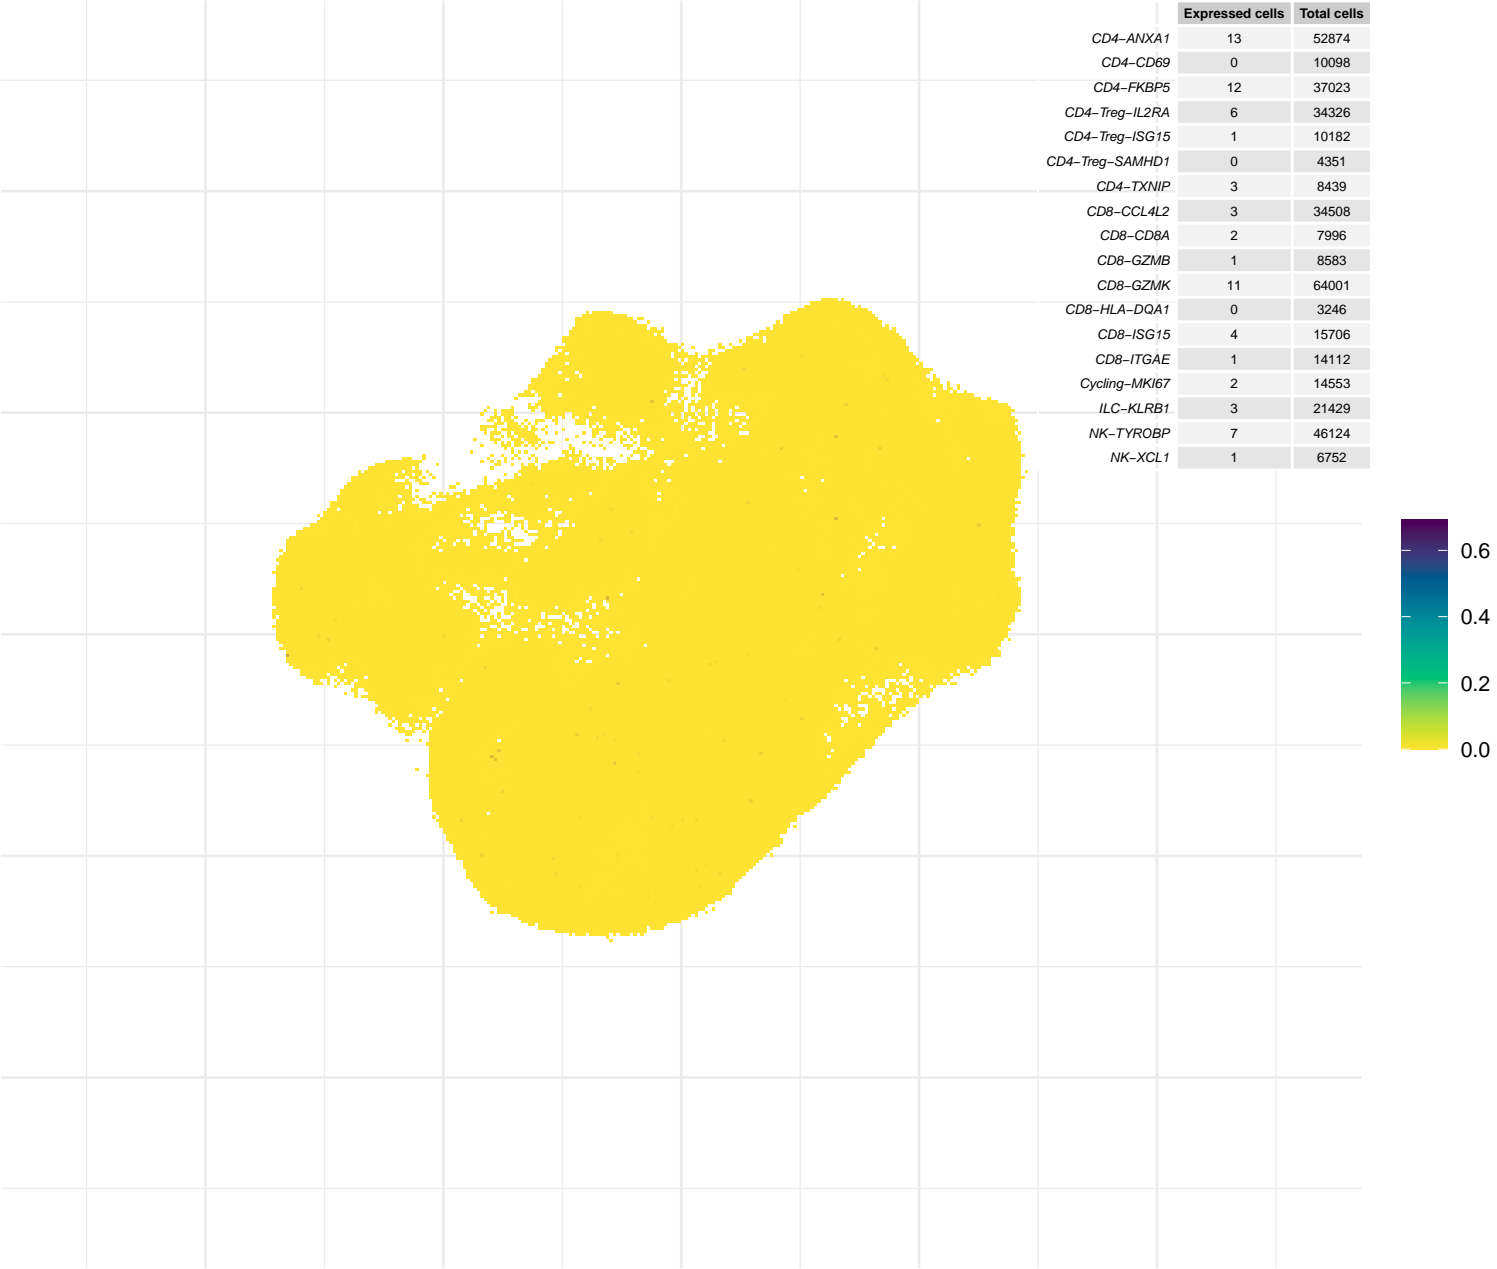 Expressed cells Total cells
CD4−ANXA1 13 52874
CD4−CD69 0 10098
CD4−FKBP5 12 37023
CD4−Treg−IL2RA 6 34326
CD4−Treg−ISG15 1 10182
CD4−Treg−SAMHD1 0 4351
CD4−TXNIP 3 8439
CD8−CCL4L2 3 34508
CD8−CD8A 2 7996
CD8−GZMB 1 8583
CD8−GZMK 11 64001
CD8−HLA−DQA1 0 3246
CD8−ISG15 4 15706
CD8−ITGAE 1 14112
Cycling−MKI67 2 14553
ILC−KLRB1 3 21429
NK−TYROBP 7 46124
NK−XCL1 1 6752
0.6
0.4
0.2
0.0